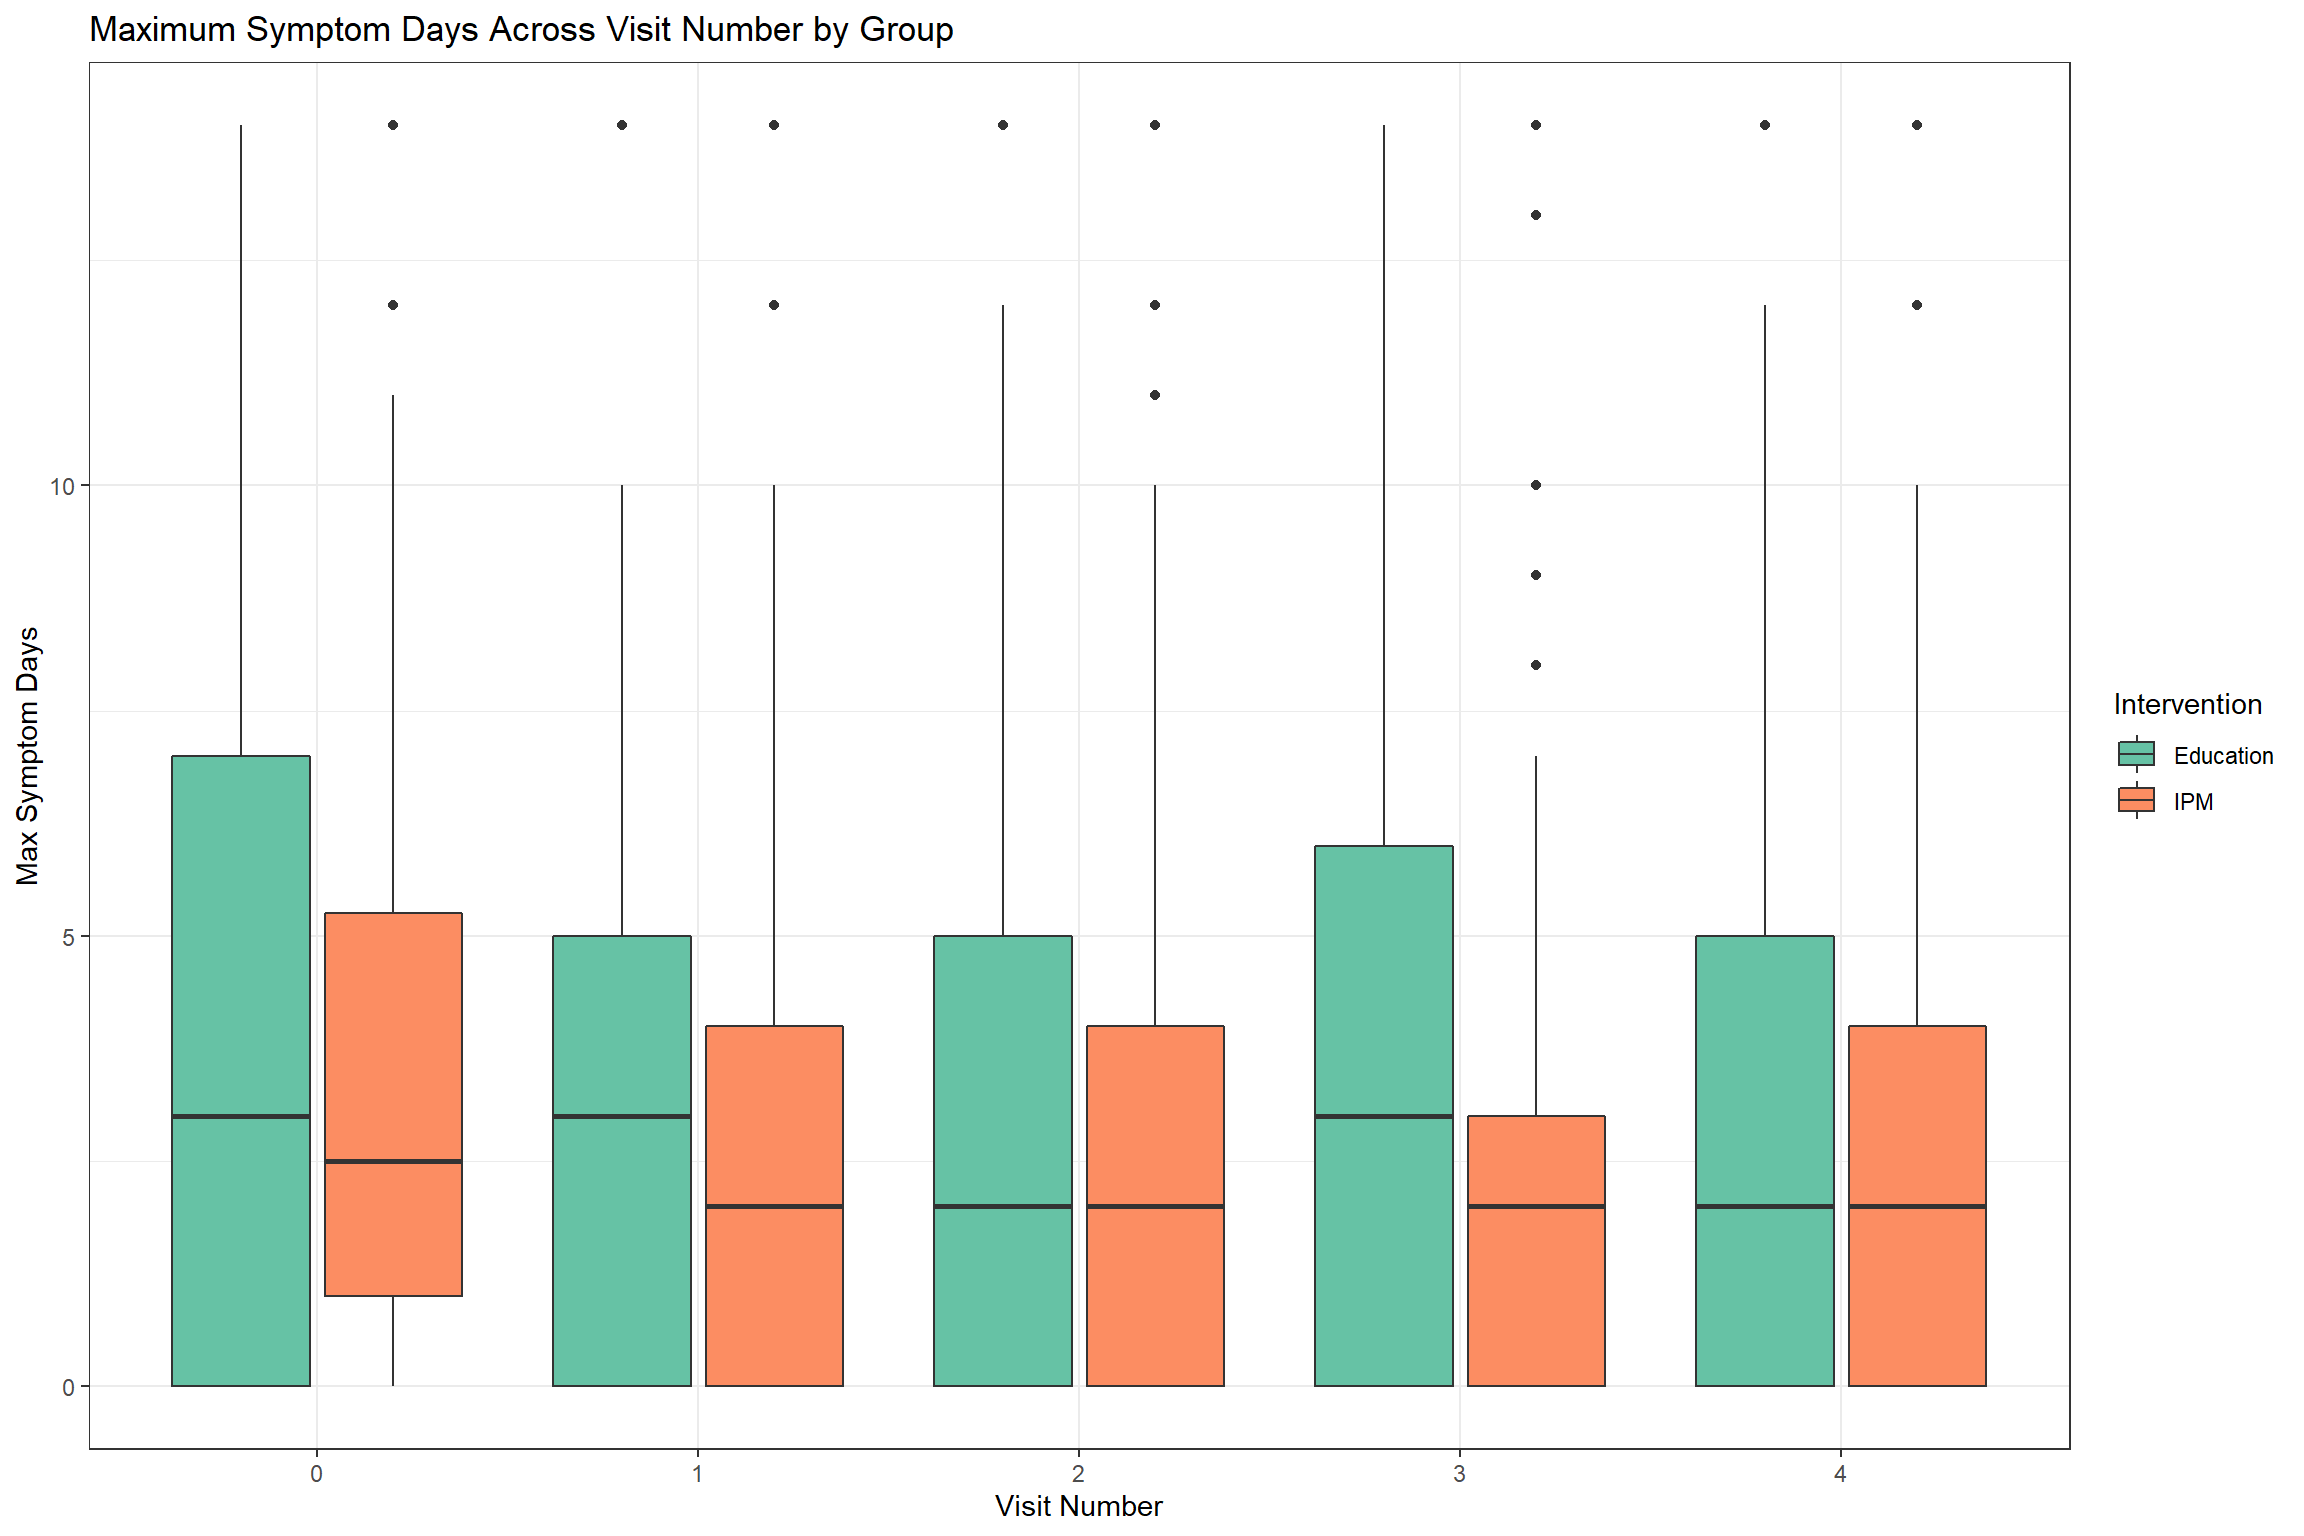 Maximum Symptom Days Across Visit Number by Group
Max Symptom Days
10
5
0
0 1 2 3 4
Visit Number
Intervention
Education
IPM